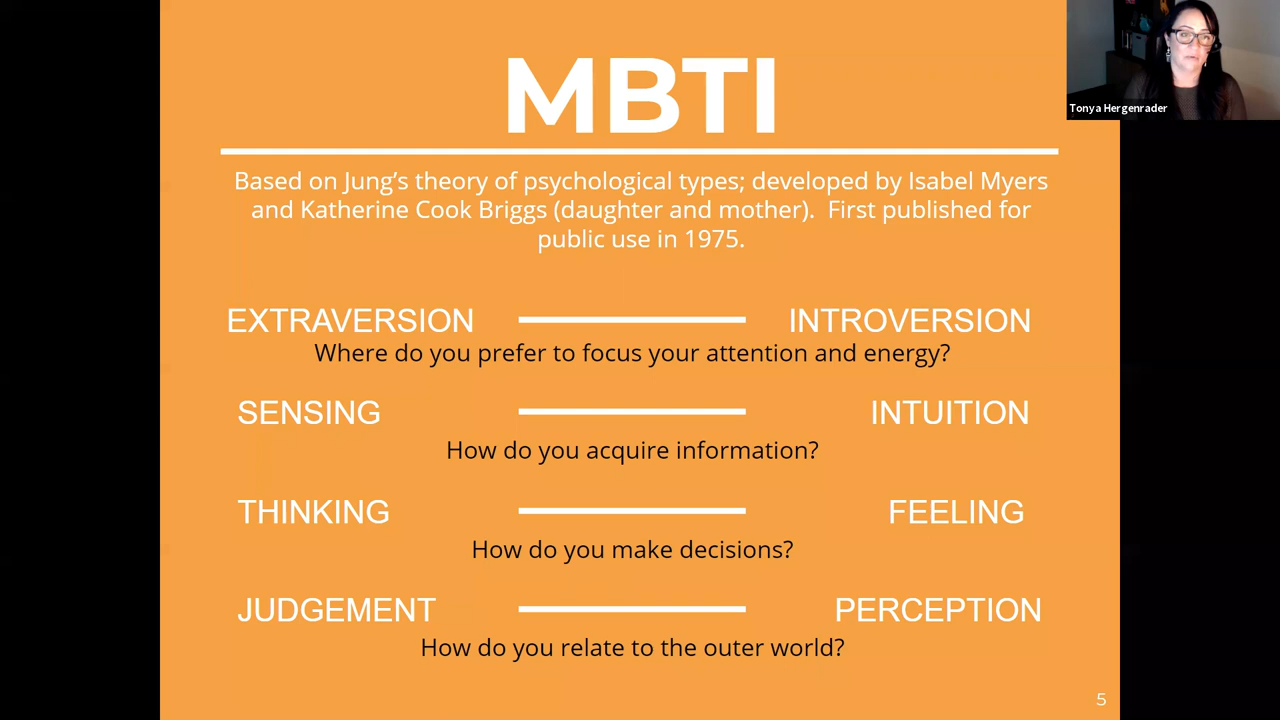 MBTI
Tonya Hergenrader
Based on Jung’s theory of psychological types; developed by Isabel Myers
and Katherine Cook Briggs (daughter and mother).  First published for
public use in 1975.
EXTRAVERSION INTROVERSION
Where do you prefer to focus your attention and energy?
SENSING INTUITION
How do you acquire information?
THINKING FEELING
How do you make decisions?
JUDGEMENT PERCEPTION
How do you relate to the outer world?
5